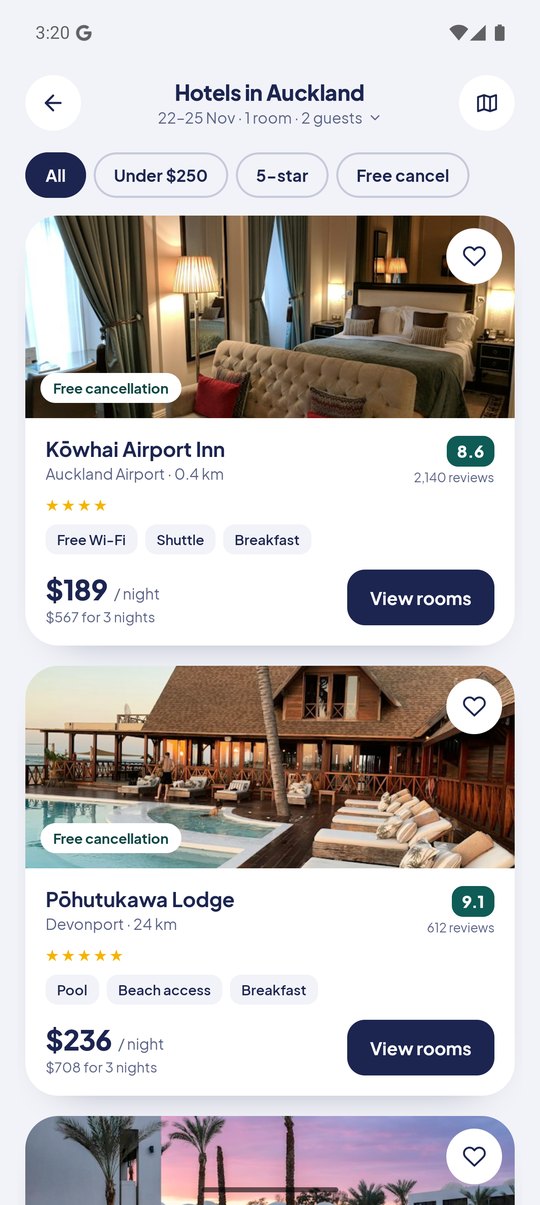 3:20
Hotels in Auckland
22–25 Nov · 1 room · 2 guests
All
Under $250
5-star
Free cancel
Free cancellation
Kōwhai Airport Inn
8.6
Auckland Airport · 0.4 km
2,140 reviews
Free Wi-Fi
Shuttle
Breakfast
$189 / night
$567 for 3 nights
View rooms
Free cancellation
Pōhutukawa Lodge
9.1
Devonport · 24 km
612 reviews
Pool
Beach access
Breakfast
$236 / night
$708 for 3 nights
View rooms